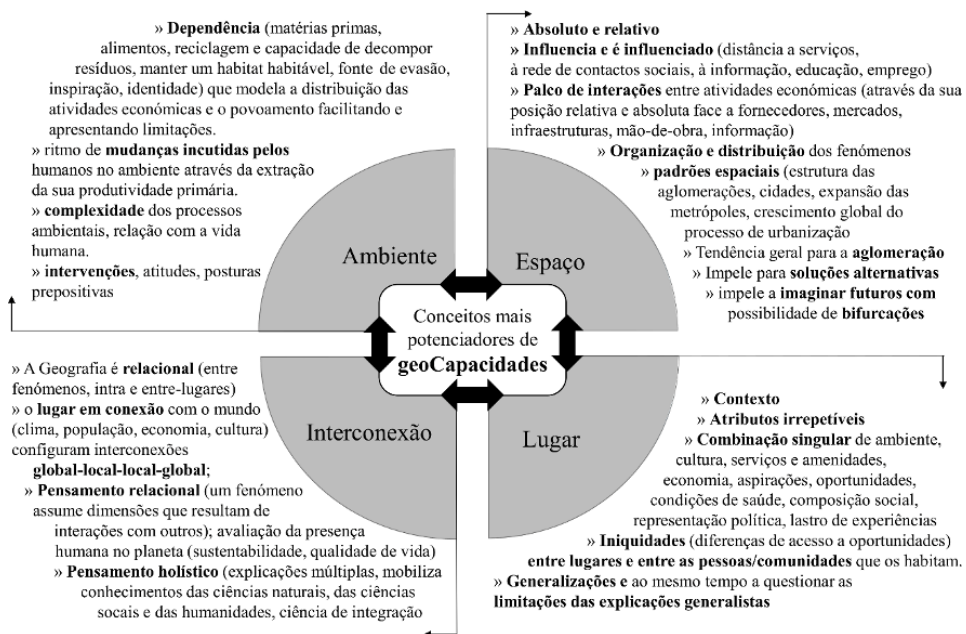 » Dependência (matérias primas,
alimentos, reciclagem e capacidade de decompor
resíduos, manter um habitat habitável, fonte de evasão,
inspiração, identidade) que modela a distribuição das
atividades económicas e o povoamento facilitando e
apresentando limitações.
» ritmo de mudanças incutidas pelos
humanos no ambiente através da extração
da sua produtividade primária.
» complexidade dos processos
ambientais, relação com a vida
humana.
» intervenções, atitudes, posturas
prepositivas
» Absoluto e relativo
» Influencia e é influenciado (distância a serviços,
à rede de contactos sociais, à informação, educação, emprego)
» Palco de interações entre atividades económicas (através da sua
posição relativa e absoluta face a fornecedores, mercados,
infraestruturas, mão-de-obra, informação)
» Organização e distribuição dos fenómenos
» padrões espaciais (estrutura das
aglomerações, cidades, expansão das
metrópoles, crescimento global do
processo de urbanização
» Tendência geral para a aglomeração
» Impele para soluções alternativas
» impele a imaginar futuros com
possibilidade de bifurcações
Ambiente
Espaço
Conceitos mais
potenciadores de
geoCapacidades
Interconexão
Lugar
» A Geografia é relacional (entre
fenómenos, intra e entre-lugares)
» o lugar em conexão com o mundo
(clima, população, economia, cultura)
configuram interconexões
global-local-local-global;
» Pensamento relacional (um fenómeno
assume dimensões que resultam de
interações com outros); avaliação da presença
humana no planeta (sustentabilidade, qualidade de vida)
» Pensamento holístico (explicações múltiplas, mobiliza
conhecimentos das ciências naturais, das ciências
socais e das humanidades, ciência de integração
» Contexto
» Atributos irrepetíveis
» Combinação singular de ambiente,
cultura, serviços e amenidades,
economia, aspirações, oportunidades,
condições de saúde, composição social,
representação política, lastro de experiências
» Iniquidades (diferenças de acesso a oportunidades)
entre lugares e entre as pessoas/comunidades que os habitam.
» Generalizações e ao mesmo tempo a questionar as
limitações das explicações generalistas